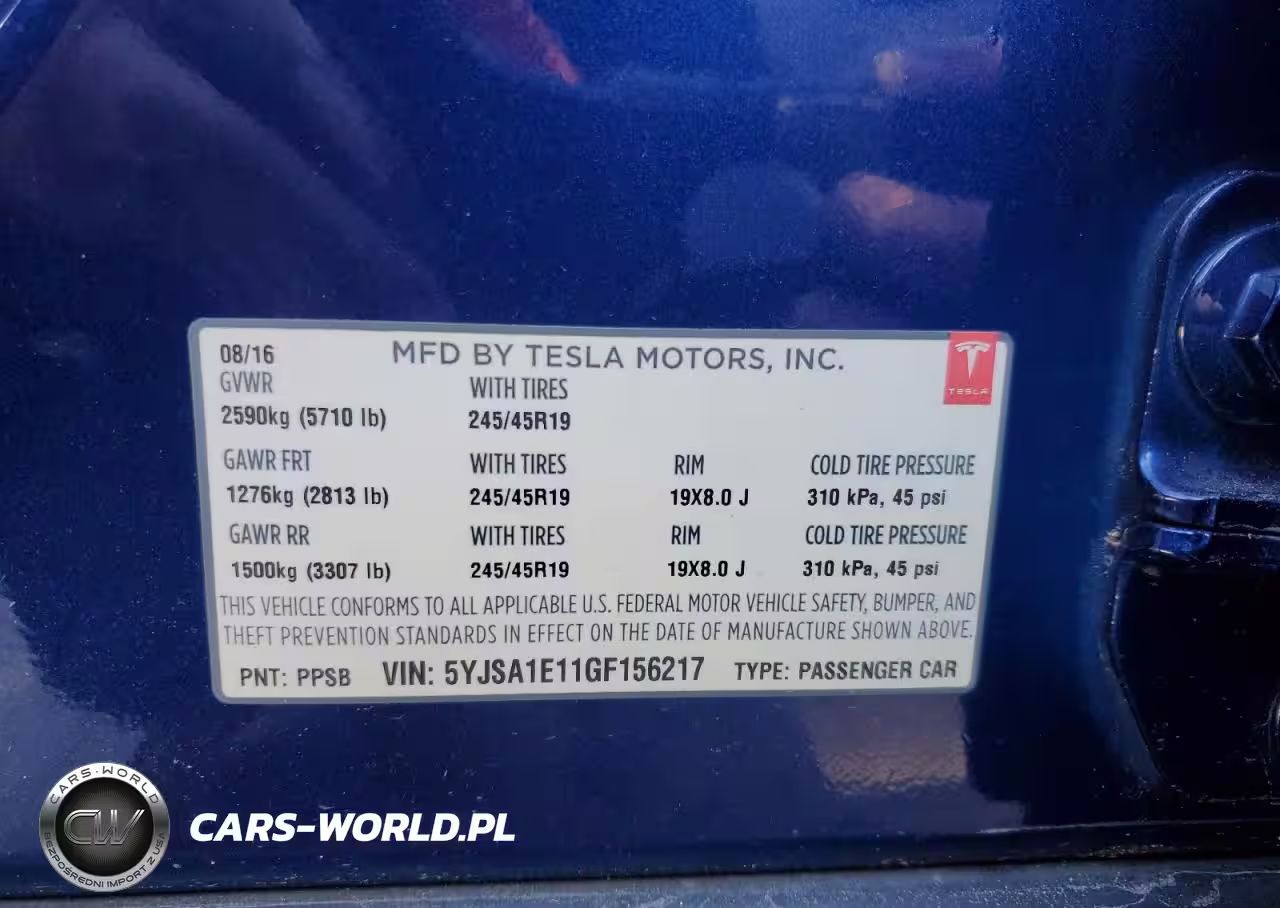 08/16 MFD BY TESLA MOTORS, INC.
TESLA
GVWR WITH TIRES
2590kg (5710 lb) 245/45R19
GAWR FRT WITH TIRES RIM COLD TIRE PRESSURE
1276kg (2813 lb) 245/45R19 19X8.0 J 310 kPa, 45 psi
GAWR RR WITH TIRES RIM COLD TIRE PRESSURE
1500kg (3307 lb) 245/45R19 19X8.0 J 310 kPa, 45 psi
THIS VEHICLE CONFORMS TO ALL APPLICABLE U.S. FEDERAL MOTOR VEHICLE SAFETY, BUMPER, AND
THEFT PREVENTION STANDARDS IN EFFECT ON THE DATE OF MANUFACTURE SHOWN ABOVE.
PNT: PPSB VIN: 5YJSA1E11GF156217 TYPE: PASSENGER CAR
CARS-WORLD
CW
BEZPOŚREDNI IMPORT Z USA
CARS-WORLD.PL